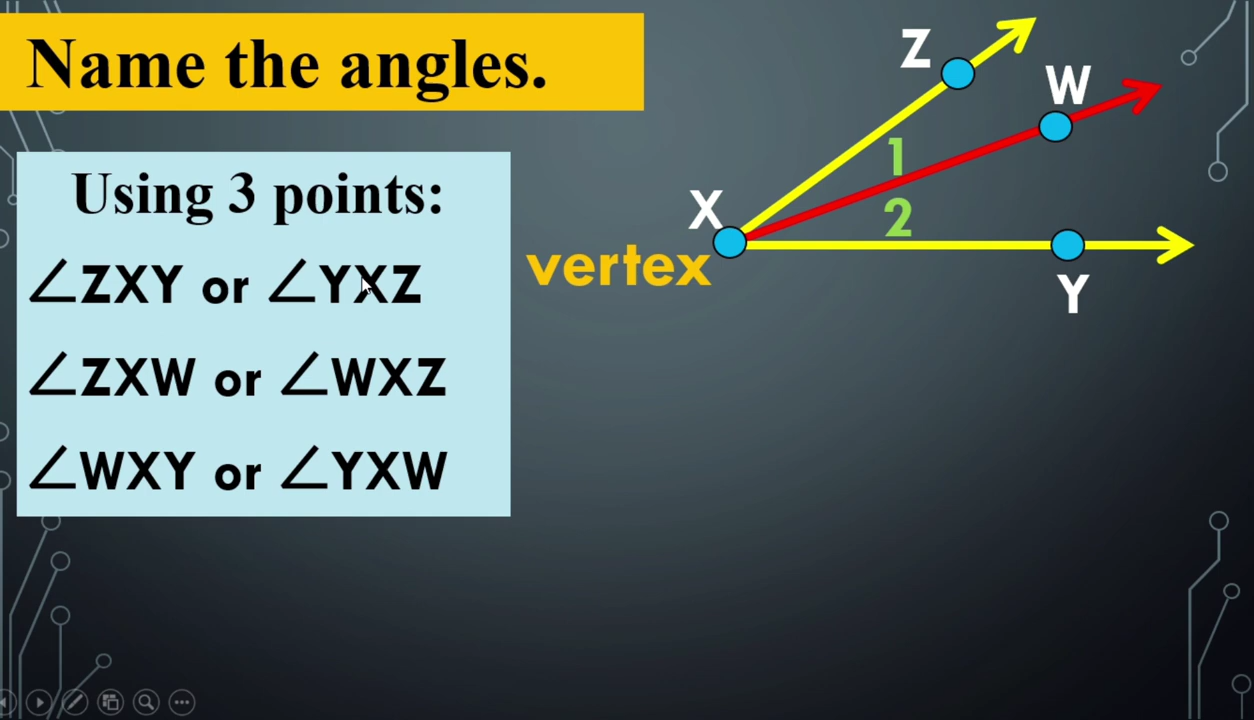 Name the angles.
Using 3 points:
∠ZXY or ∠YXZ
∠ZXW or ∠WXZ
∠WXY or ∠YXW
Z
W
1
X
2
vertex
Y